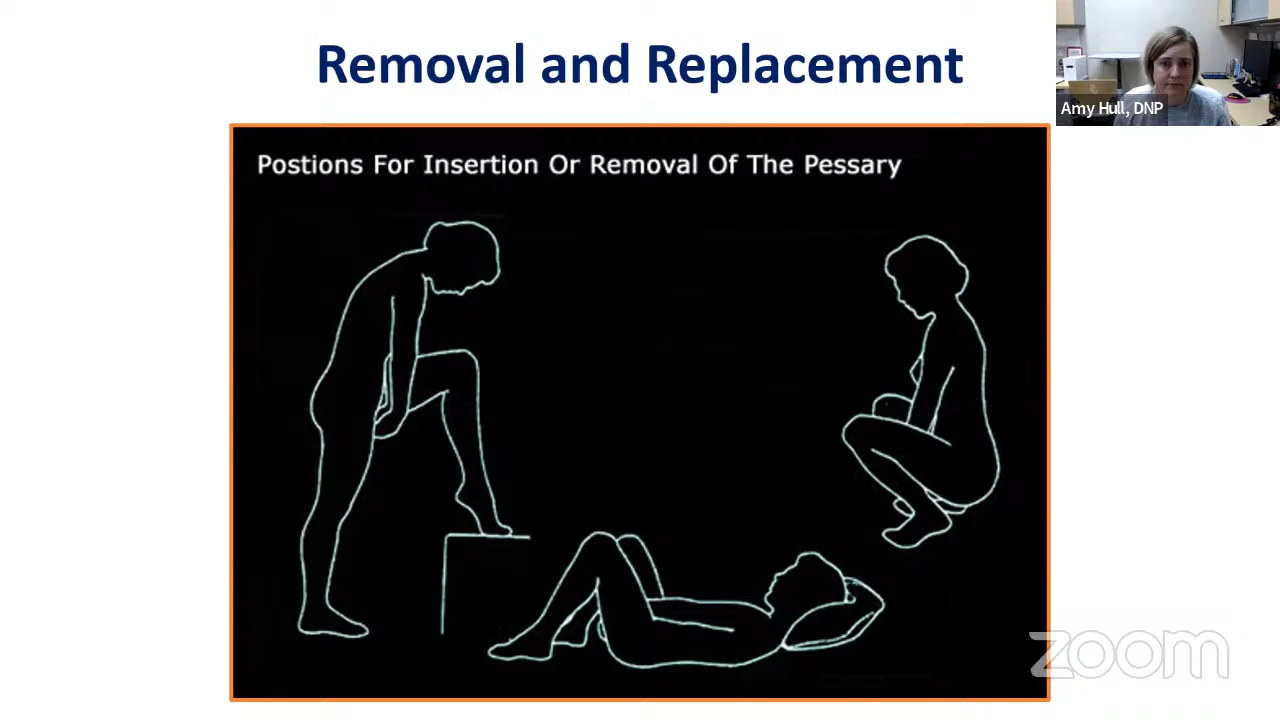 Removal and Replacement
Amy Hull, DNP
Postions For Insertion Or Removal Of The Pessary
zoom